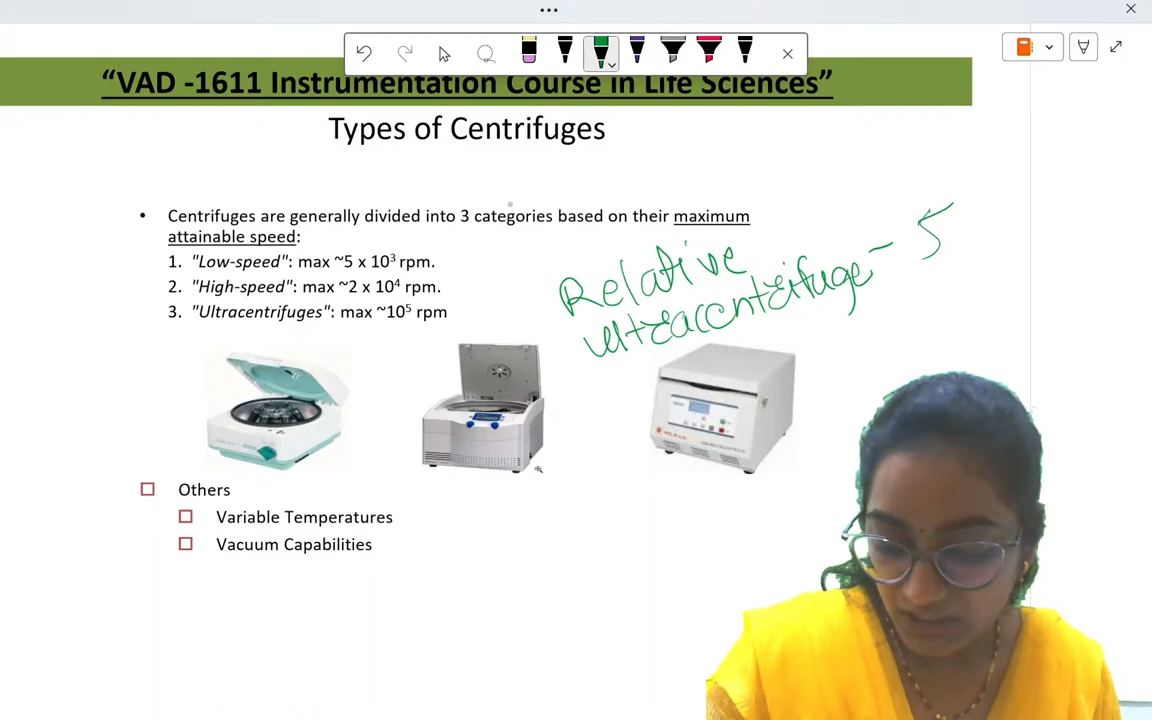 “VAD -1611 Instrumentation Course in Life Sciences”
Types of Centrifuges
• Centrifuges are generally divided into 3 categories based on their maximum
attainable speed:
1. "Low-speed": max ~5 x 10³ rpm.
2. "High-speed": max ~2 x 10⁴ rpm.
3. "Ultracentrifuges": max ~10⁵ rpm
Relative
ultracentrifuge - 5
Others
Variable Temperatures
Vacuum Capabilities